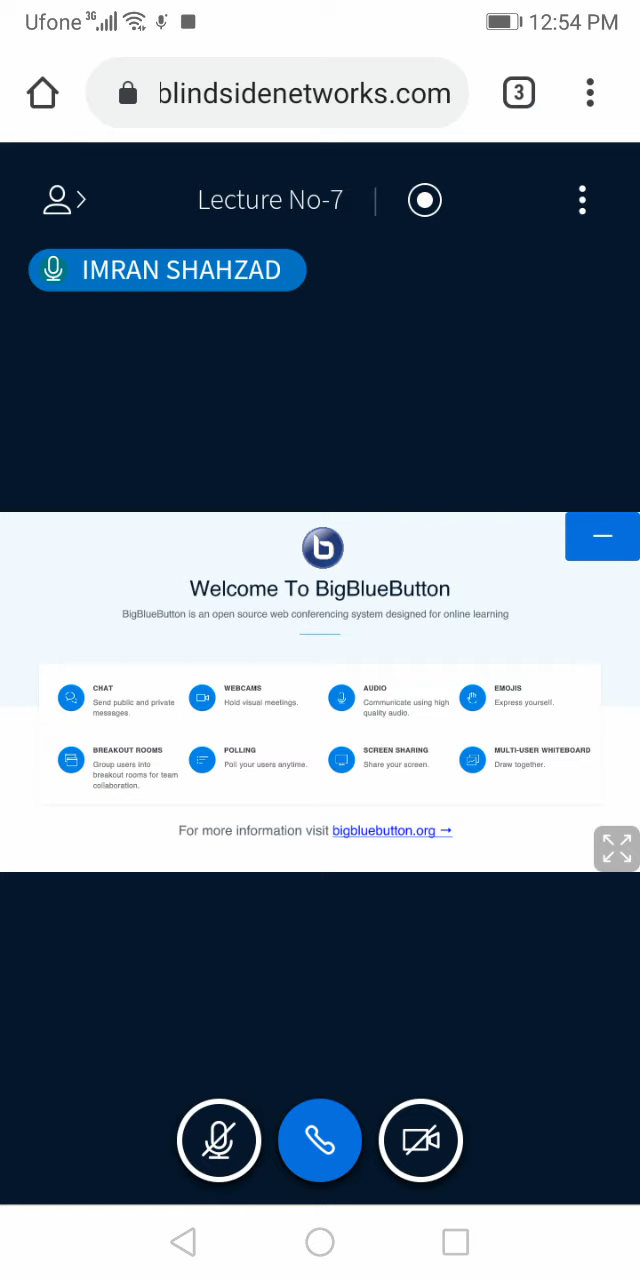 Ufone 3G 12:54 PM
blindsidenetworks.com 3
Lecture No-7
IMRAN SHAHZAD
Welcome To BigBlueButton
BigBlueButton is an open source web conferencing system designed for online learning
CHAT
Send public and private
messages.
WEBCAMS
Hold visual meetings.
AUDIO
Communicate using high
quality audio.
EMOJIS
Express yourself.
BREAKOUT ROOMS
Group users into
breakout rooms for team
collaboration.
POLLING
Poll your users anytime.
SCREEN SHARING
Share your screen.
MULTI-USER WHITEBOARD
Draw together.
For more information visit bigbluebutton.org →